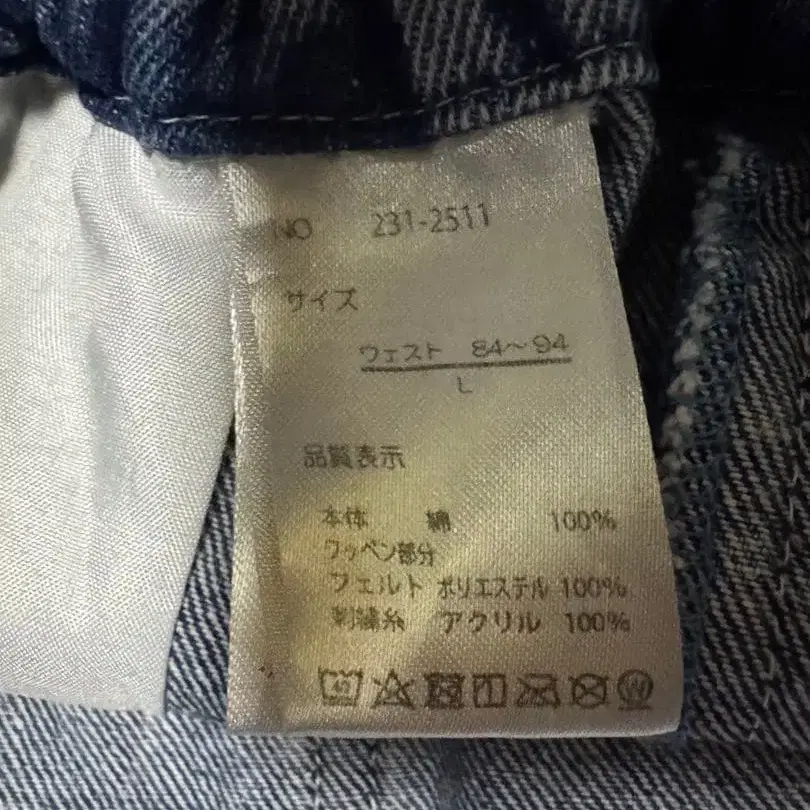 NO 231-2511
サイズ
ウェスト 84〜94
L
品質表示
本体 綿 100%
ワッペン部分
フェルト ポリエステル 100%
刺繍糸 アクリル 100%
40
W